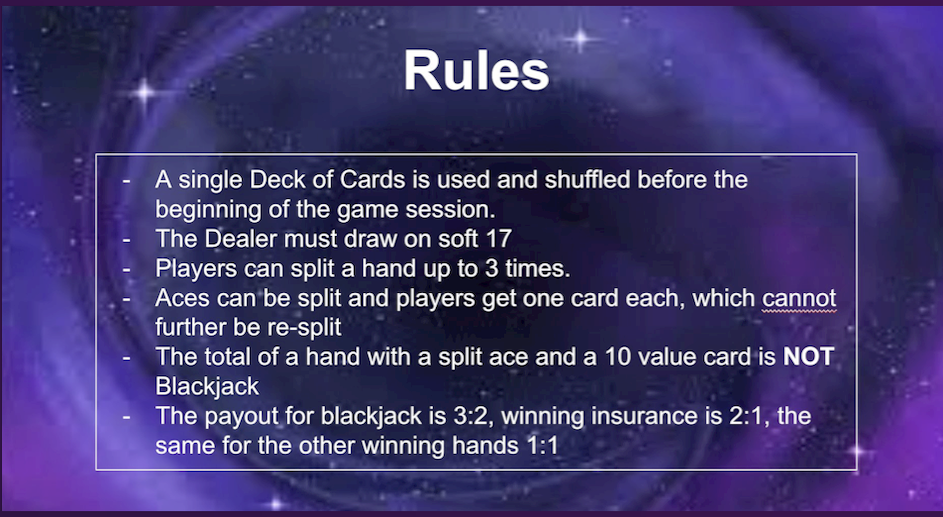 Rules
- A single Deck of Cards is used and shuffled before the
beginning of the game session.
- The Dealer must draw on soft 17
- Players can split a hand up to 3 times.
- Aces can be split and players get one card each, which cannot
further be re-split
- The total of a hand with a split ace and a 10 value card is NOT
Blackjack
- The payout for blackjack is 3:2, winning insurance is 2:1, the
same for the other winning hands 1:1